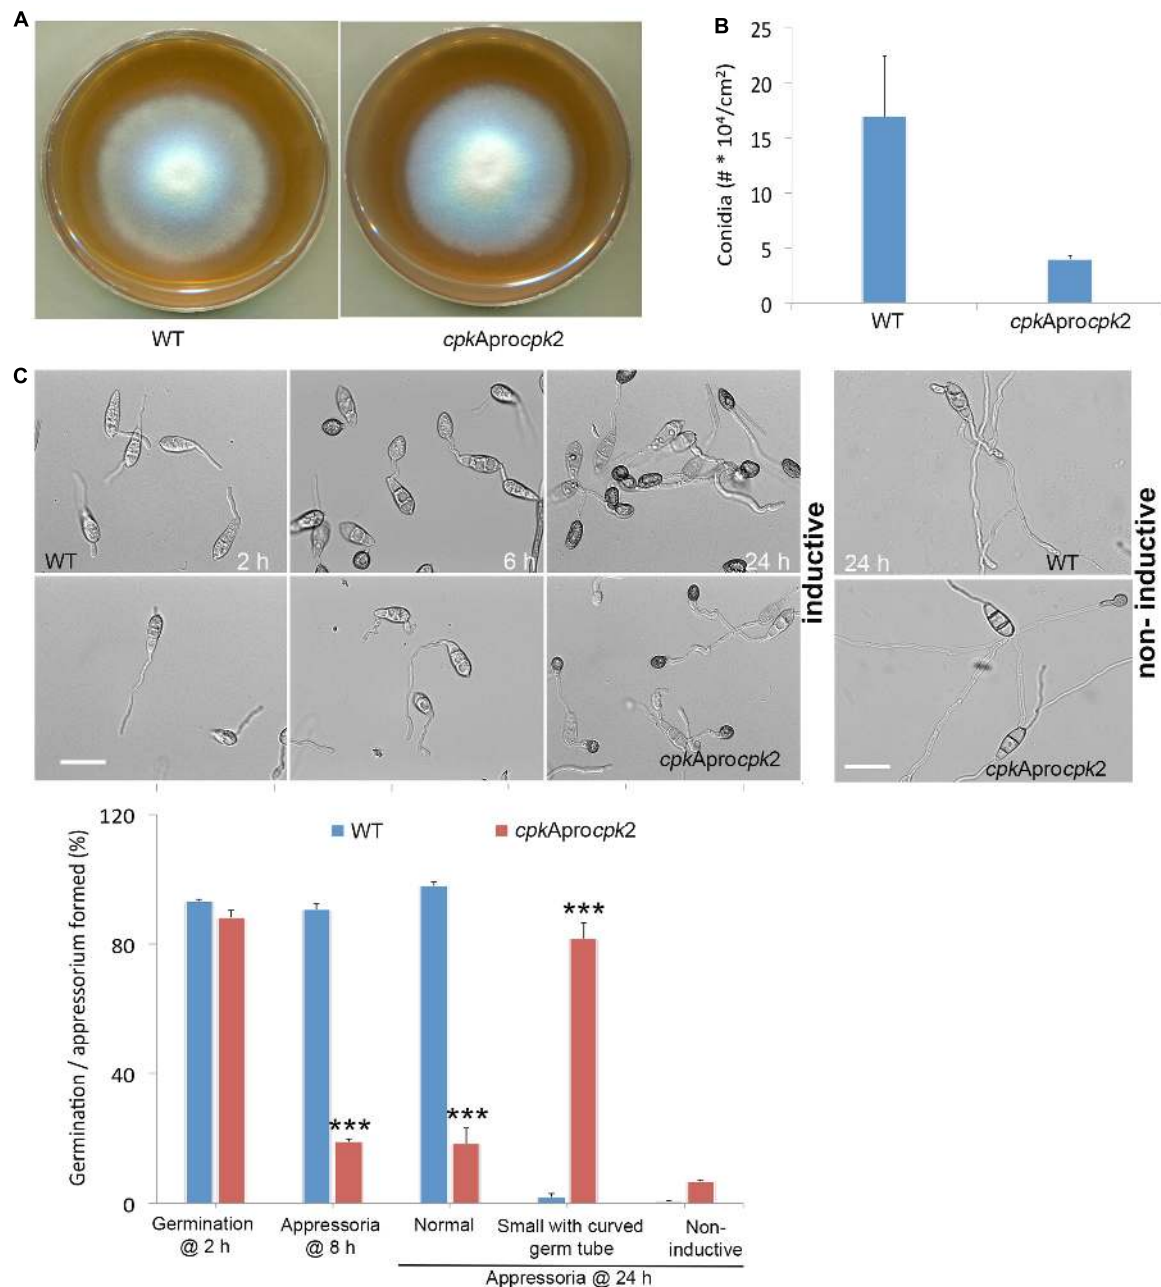 A
WT
cpkAprocpk2
B
Conidia (# * 10⁴/cm²)
25
20
15
10
5
0
WT
cpkAprocpk2
C
WT
2 h
6 h
24 h
inductive
cpkAprocpk2
24 h
WT
non- inductive
cpkAprocpk2
Germination / appressorium formed (%)
120
80
40
0
WT
cpkAprocpk2
***
***
***
Germination
@ 2 h
Appressoria
@ 8 h
Normal
Small with curved
germ tube
Non-
inductive
Appressoria @ 24 h